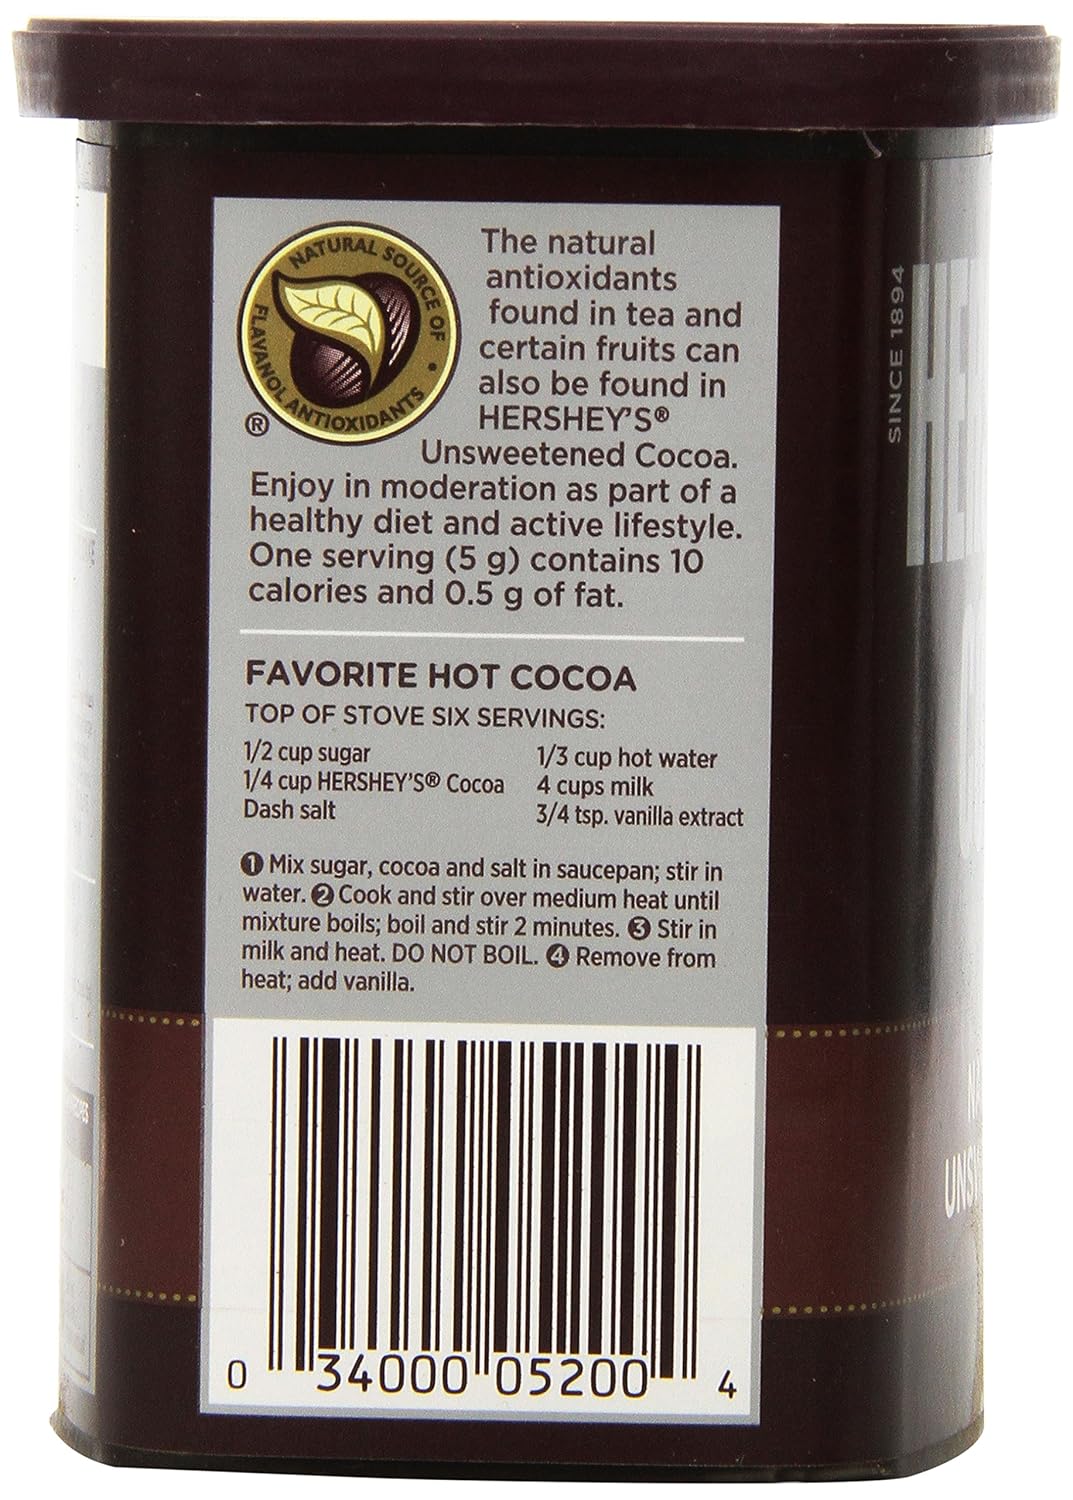 NATURAL SOURCE OF
FLAVANOL ANTIOXIDANTS •
®
The natural
antioxidants
found in tea and
certain fruits can
also be found in
HERSHEY'S®
Unsweetened Cocoa.
Enjoy in moderation as part of a
healthy diet and active lifestyle.
One serving (5 g) contains 10
calories and 0.5 g of fat.
FAVORITE HOT COCOA
TOP OF STOVE SIX SERVINGS:
1/2 cup sugar
1/4 cup HERSHEY'S® Cocoa
Dash salt
1/3 cup hot water
4 cups milk
3/4 tsp. vanilla extract
❶ Mix sugar, cocoa and salt in saucepan; stir in
water. ❷ Cook and stir over medium heat until
mixture boils; boil and stir 2 minutes. ❸ Stir in
milk and heat. DO NOT BOIL. ❹ Remove from
heat; add vanilla.
0 34000 05200 4
SINCE 1894